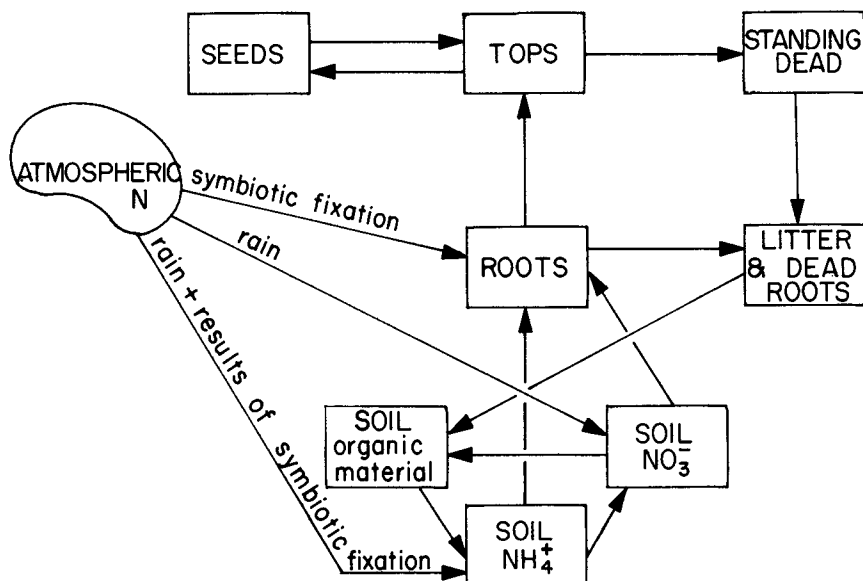 SEEDS
TOPS
STANDING
DEAD
ATMOSPHERIC
N
symbiotic fixation
rain
rain + results of symbiotic
fixation
ROOTS
LITTER
& DEAD
ROOTS
SOIL
organic
material
SOIL
NO₃⁻
SOIL
NH₄⁺